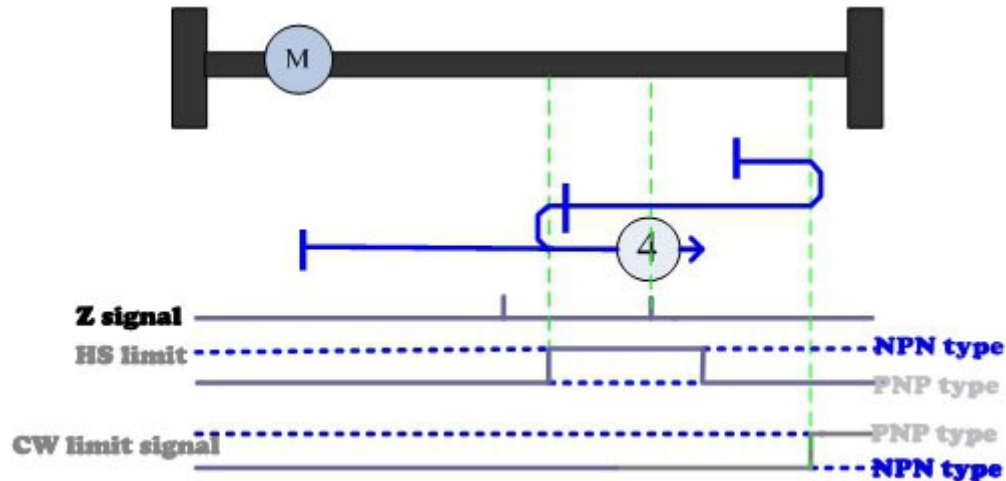 M
4
Z signal
HS limit
NPN type
PNP type
CW limit signal
PNP type
NPN type